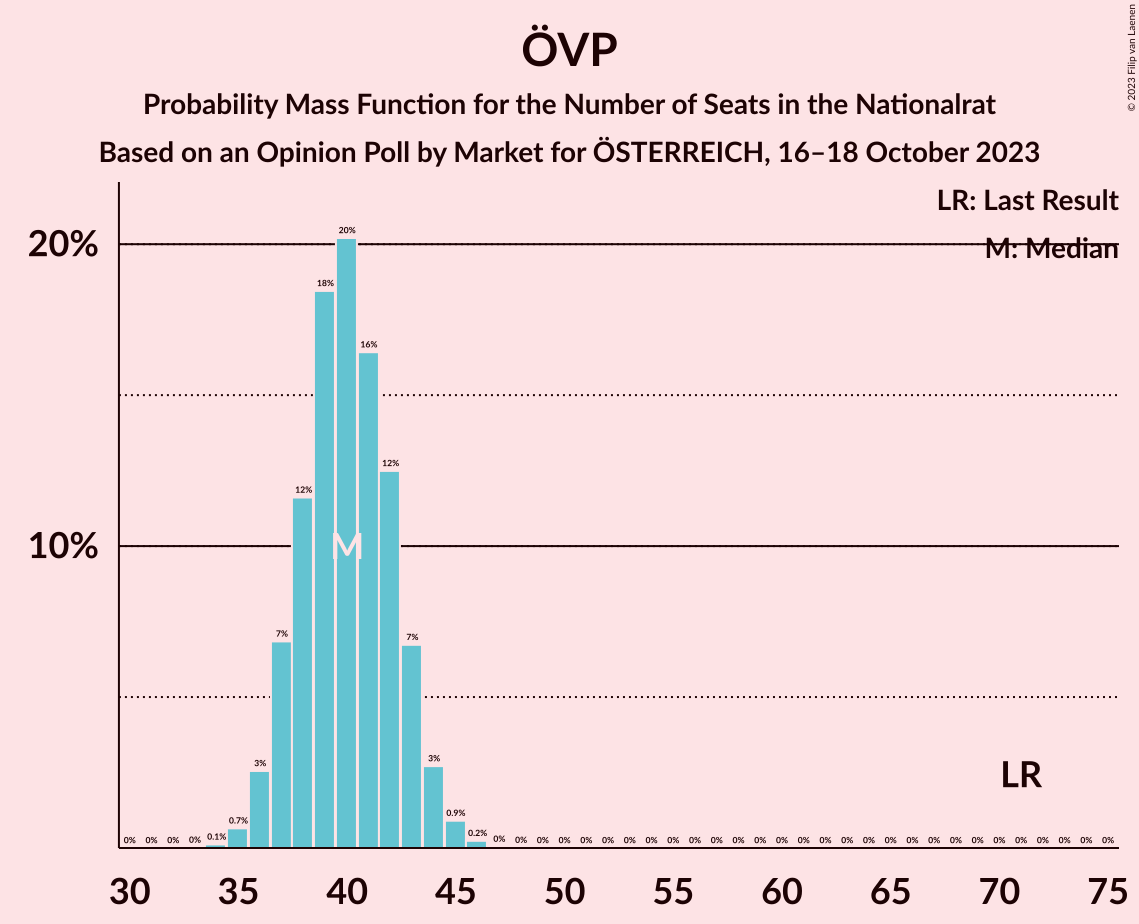 ÖVP
Probability Mass Function for the Number of Seats in the Nationalrat
Based on an Opinion Poll by Market for ÖSTERREICH, 16–18 October 2023
© 2023 Filip van Laenen
LR: Last Result
M: Median
20%
10%
0% 0% 0% 0% 0.1% 0.7% 3% 7% 12% 18% 20% 16% 12% 7% 3% 0.9% 0.2% 0% 0% 0% 0% 0% 0% 0% 0% 0% 0% 0% 0% 0% 0% 0% 0% 0% 0% 0% 0% 0% 0% 0% 0% 0% 0% 0% 0% 0%
M
LR
30 35 40 45 50 55 60 65 70 75